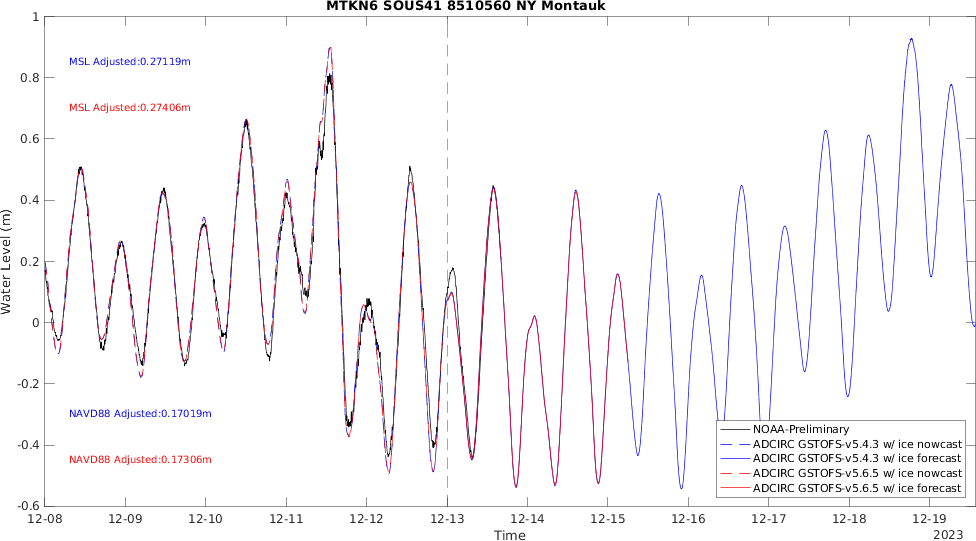 MTKN6 SOUS41 8510560 NY Montauk
1
0.8
0.6
0.4
0.2
0
-0.2
-0.4
-0.6
Water Level (m)
MSL Adjusted:0.27119m
MSL Adjusted:0.27406m
NAVD88 Adjusted:0.17019m
NAVD88 Adjusted:0.17306m
NOAA-Preliminary
ADCIRC GSTOFS-v5.4.3 w/ ice nowcast
ADCIRC GSTOFS-v5.4.3 w/ ice forecast
ADCIRC GSTOFS-v5.6.5 w/ ice nowcast
ADCIRC GSTOFS-v5.6.5 w/ ice forecast
12-08 12-09 12-10 12-11 12-12 12-13 12-14 12-15 12-16 12-17 12-18 12-19
2023
Time